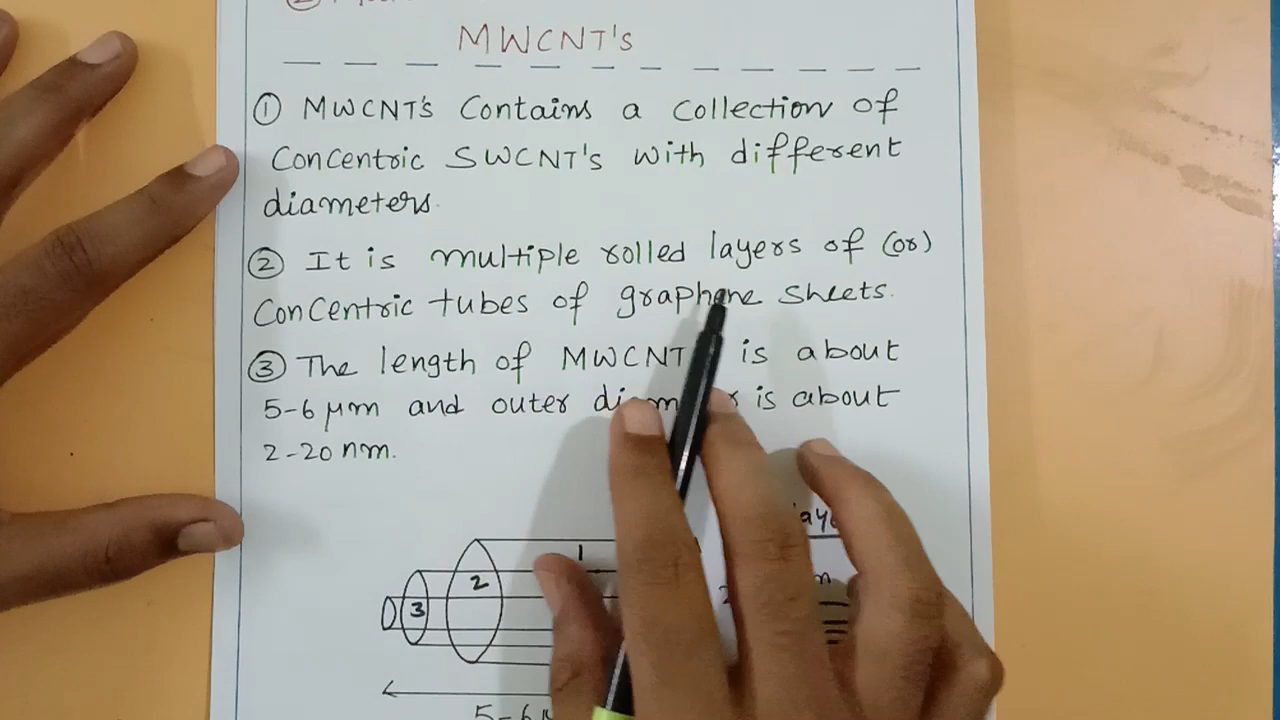 MWCNT's
① MWCNT's Contains a collection of
Concentric SWCNT's with different
diameters.
② It is multiple rolled layers of (or)
Concentric tubes of graphene sheets.
③ The length of MWCNT is about
5-6 μm and outer is about
2-20 nm.
1
2
3
5-6